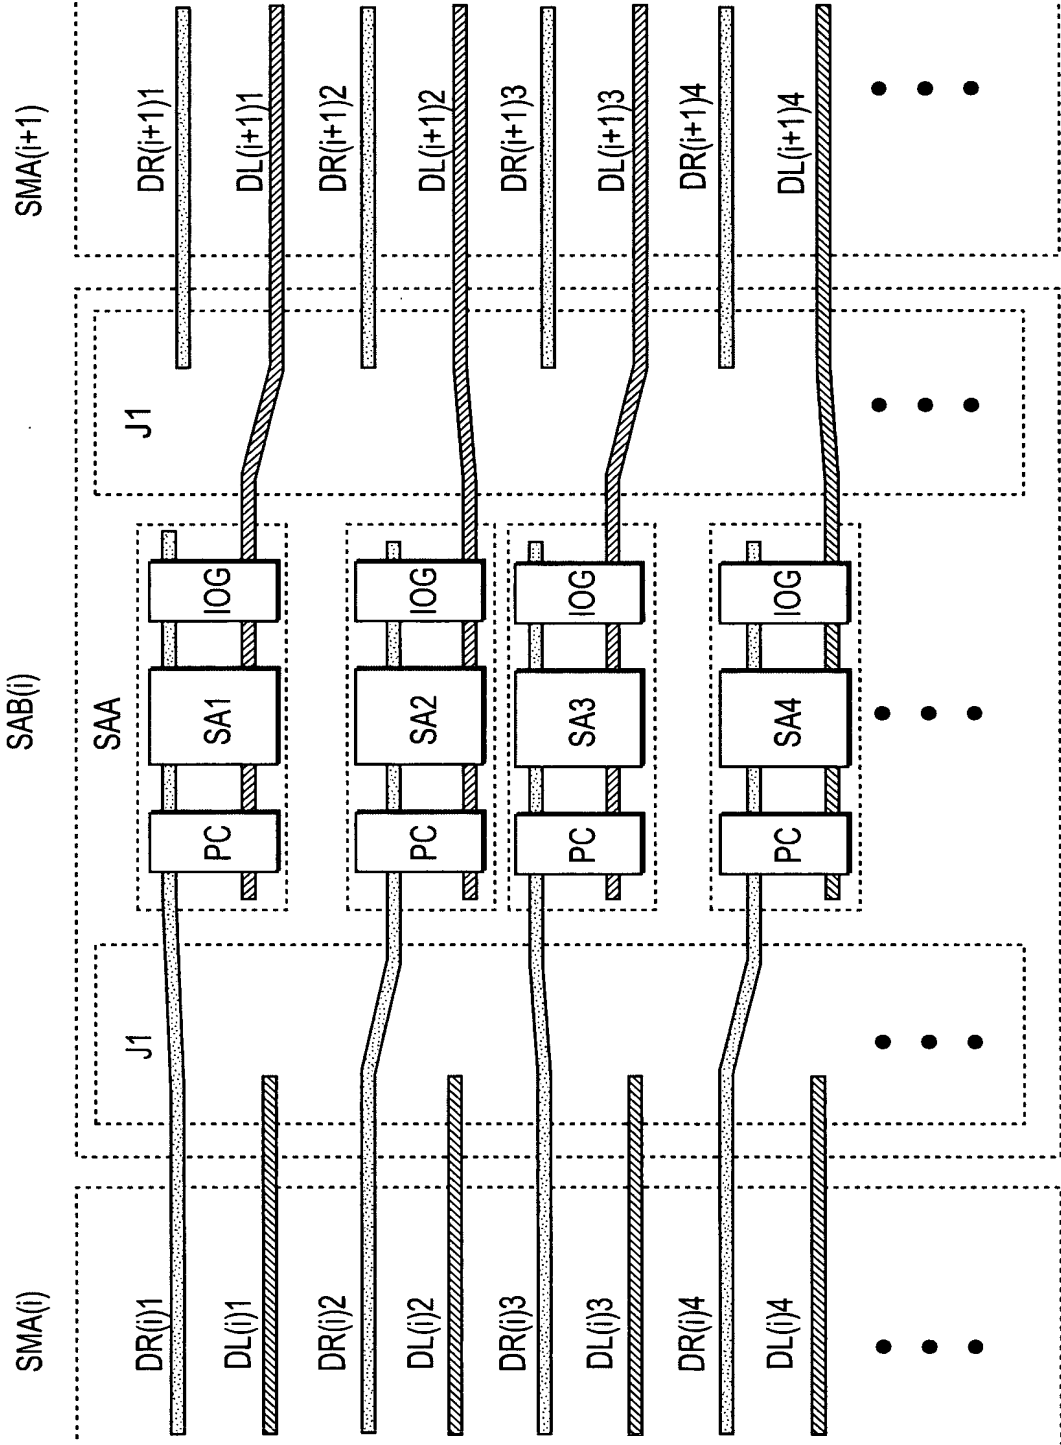 SMA(i)
SAB(i)
SMA(i+1)
SAA
J1
J1
DR(i)1
PC
SA1
IOG
DR(i+1)1
DL(i)1
DL(i+1)1
DR(i)2
PC
SA2
IOG
DR(i+1)2
DL(i)2
DL(i+1)2
DR(i)3
PC
SA3
IOG
DR(i+1)3
DL(i)3
DL(i+1)3
DR(i)4
PC
SA4
IOG
DR(i+1)4
DL(i)4
DL(i+1)4